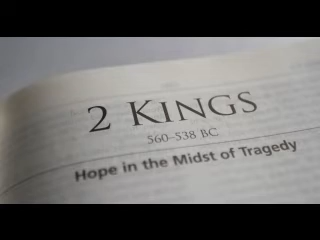 2 KINGS
560–538 BC
Hope in the Midst of Tragedy